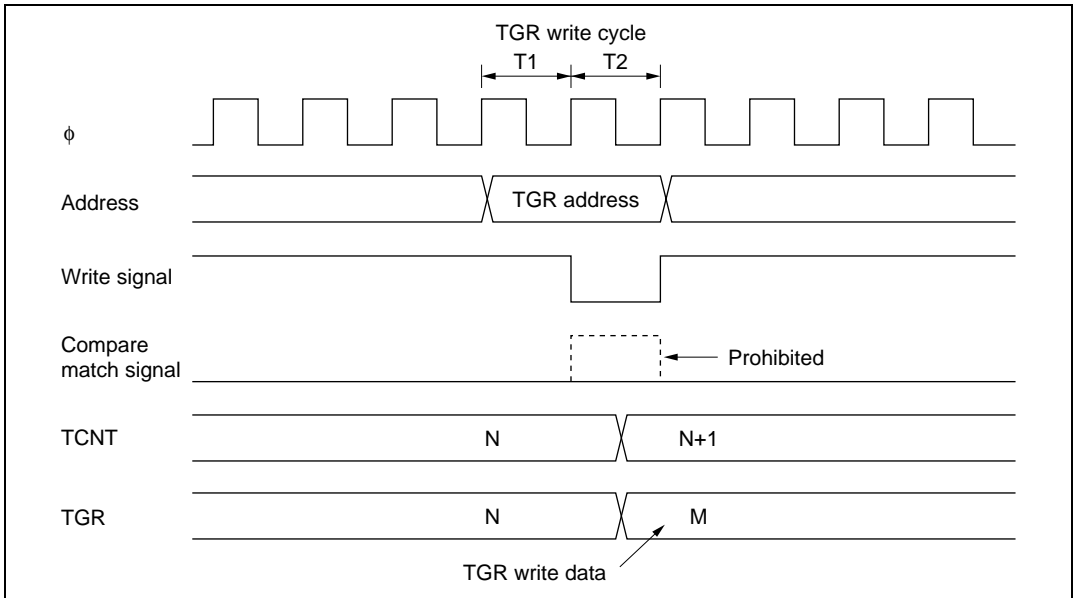 TGR write cycle
T1 T2
ϕ
Address TGR address
Write signal
Compare
match signal
Prohibited
TCNT N N+1
TGR N M
TGR write data